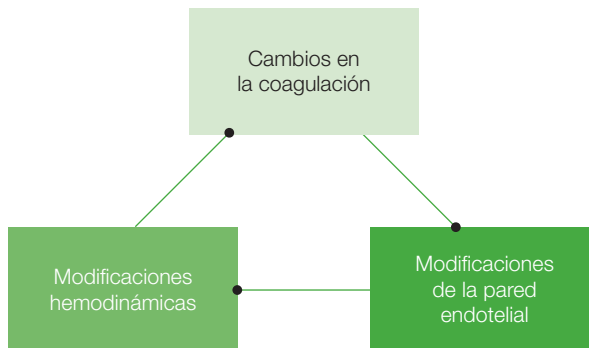 Cambios en
la coagulación
Modificaciones
hemodinámicas
Modificaciones
de la pared
endotelial